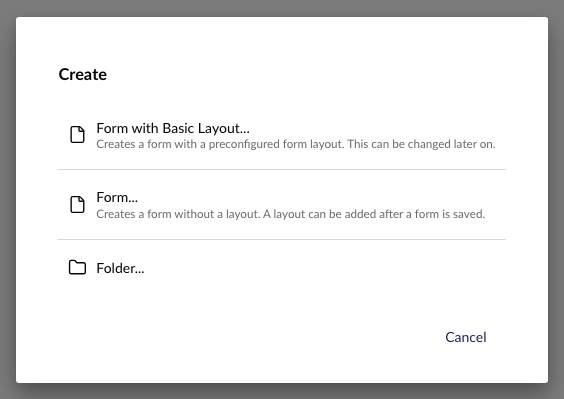 Create
Form with Basic Layout...
Creates a form with a preconfigured form layout. This can be changed later on.
Form...
Creates a form without a layout. A layout can be added after a form is saved.
Folder...
Cancel